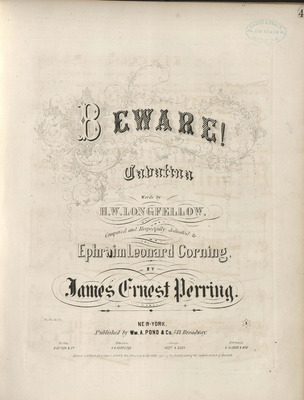 4
BEWARE!
Cavatina
Words by
H.W. LONGFELLOW.
Composed and Respectfully dedicated to
Ephraim Leonard Corning.
BY
James Ernest Perring.
NEW-YORK.
Published by Wm. A. POND & Co. 547 Broadway.